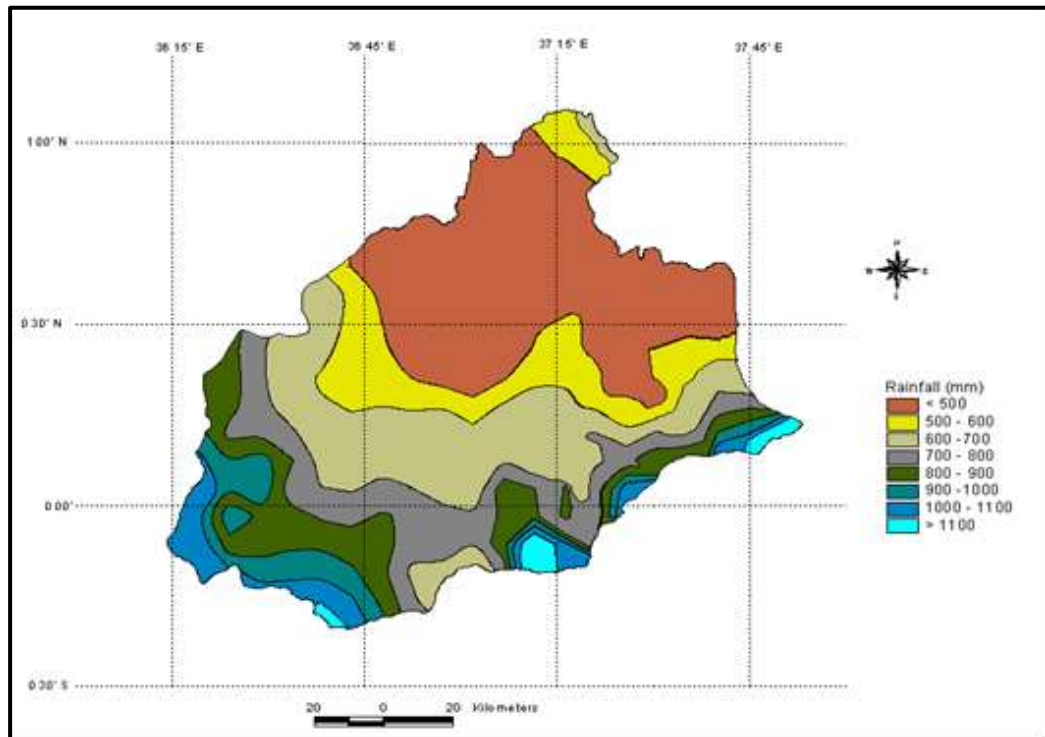 36 15' E 36 45' E 37 15' E 37 45' E
1 00' N
0 30' N
0 00'
0 30' S
N
W E
S
Rainfall (mm)
< 500
500 - 600
600 -700
700 - 800
800 - 900
900 -1000
1000 - 1100
> 1100
20 0 20 Kilometers